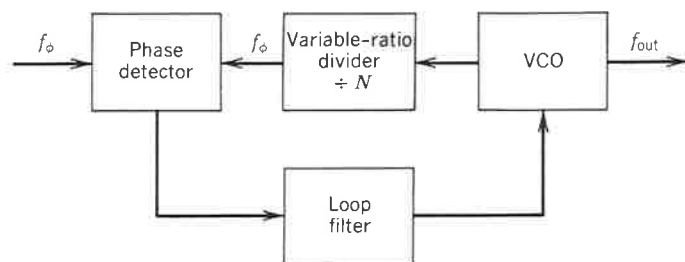 f_ϕ
Phase
detector
f_ϕ
Variable-ratio
divider
÷ N
VCO
f_out
Loop
filter